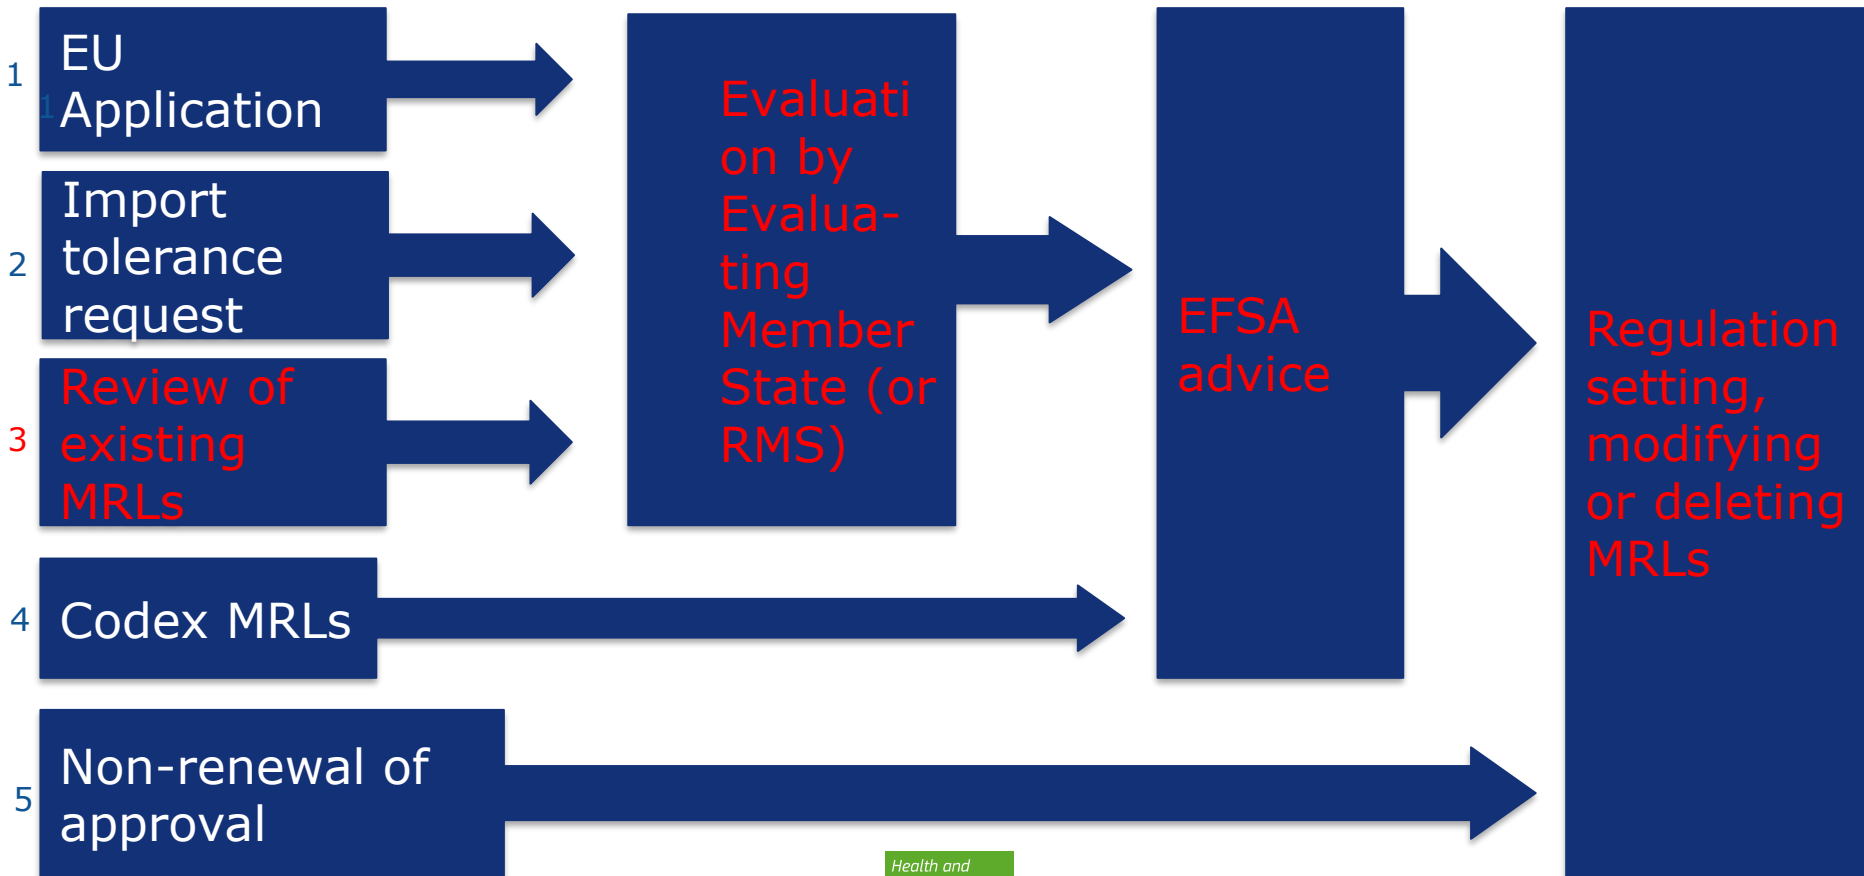 1
1
EU
Application
2
Import
tolerance
request
3
Review of
existing
MRLs
4
Codex MRLs
5
Non-renewal of
approval
Evaluati
on by
Evalua-
ting
Member
State (or
RMS)
EFSA
advice
Regulation
setting,
modifying
or deleting
MRLs
Health and